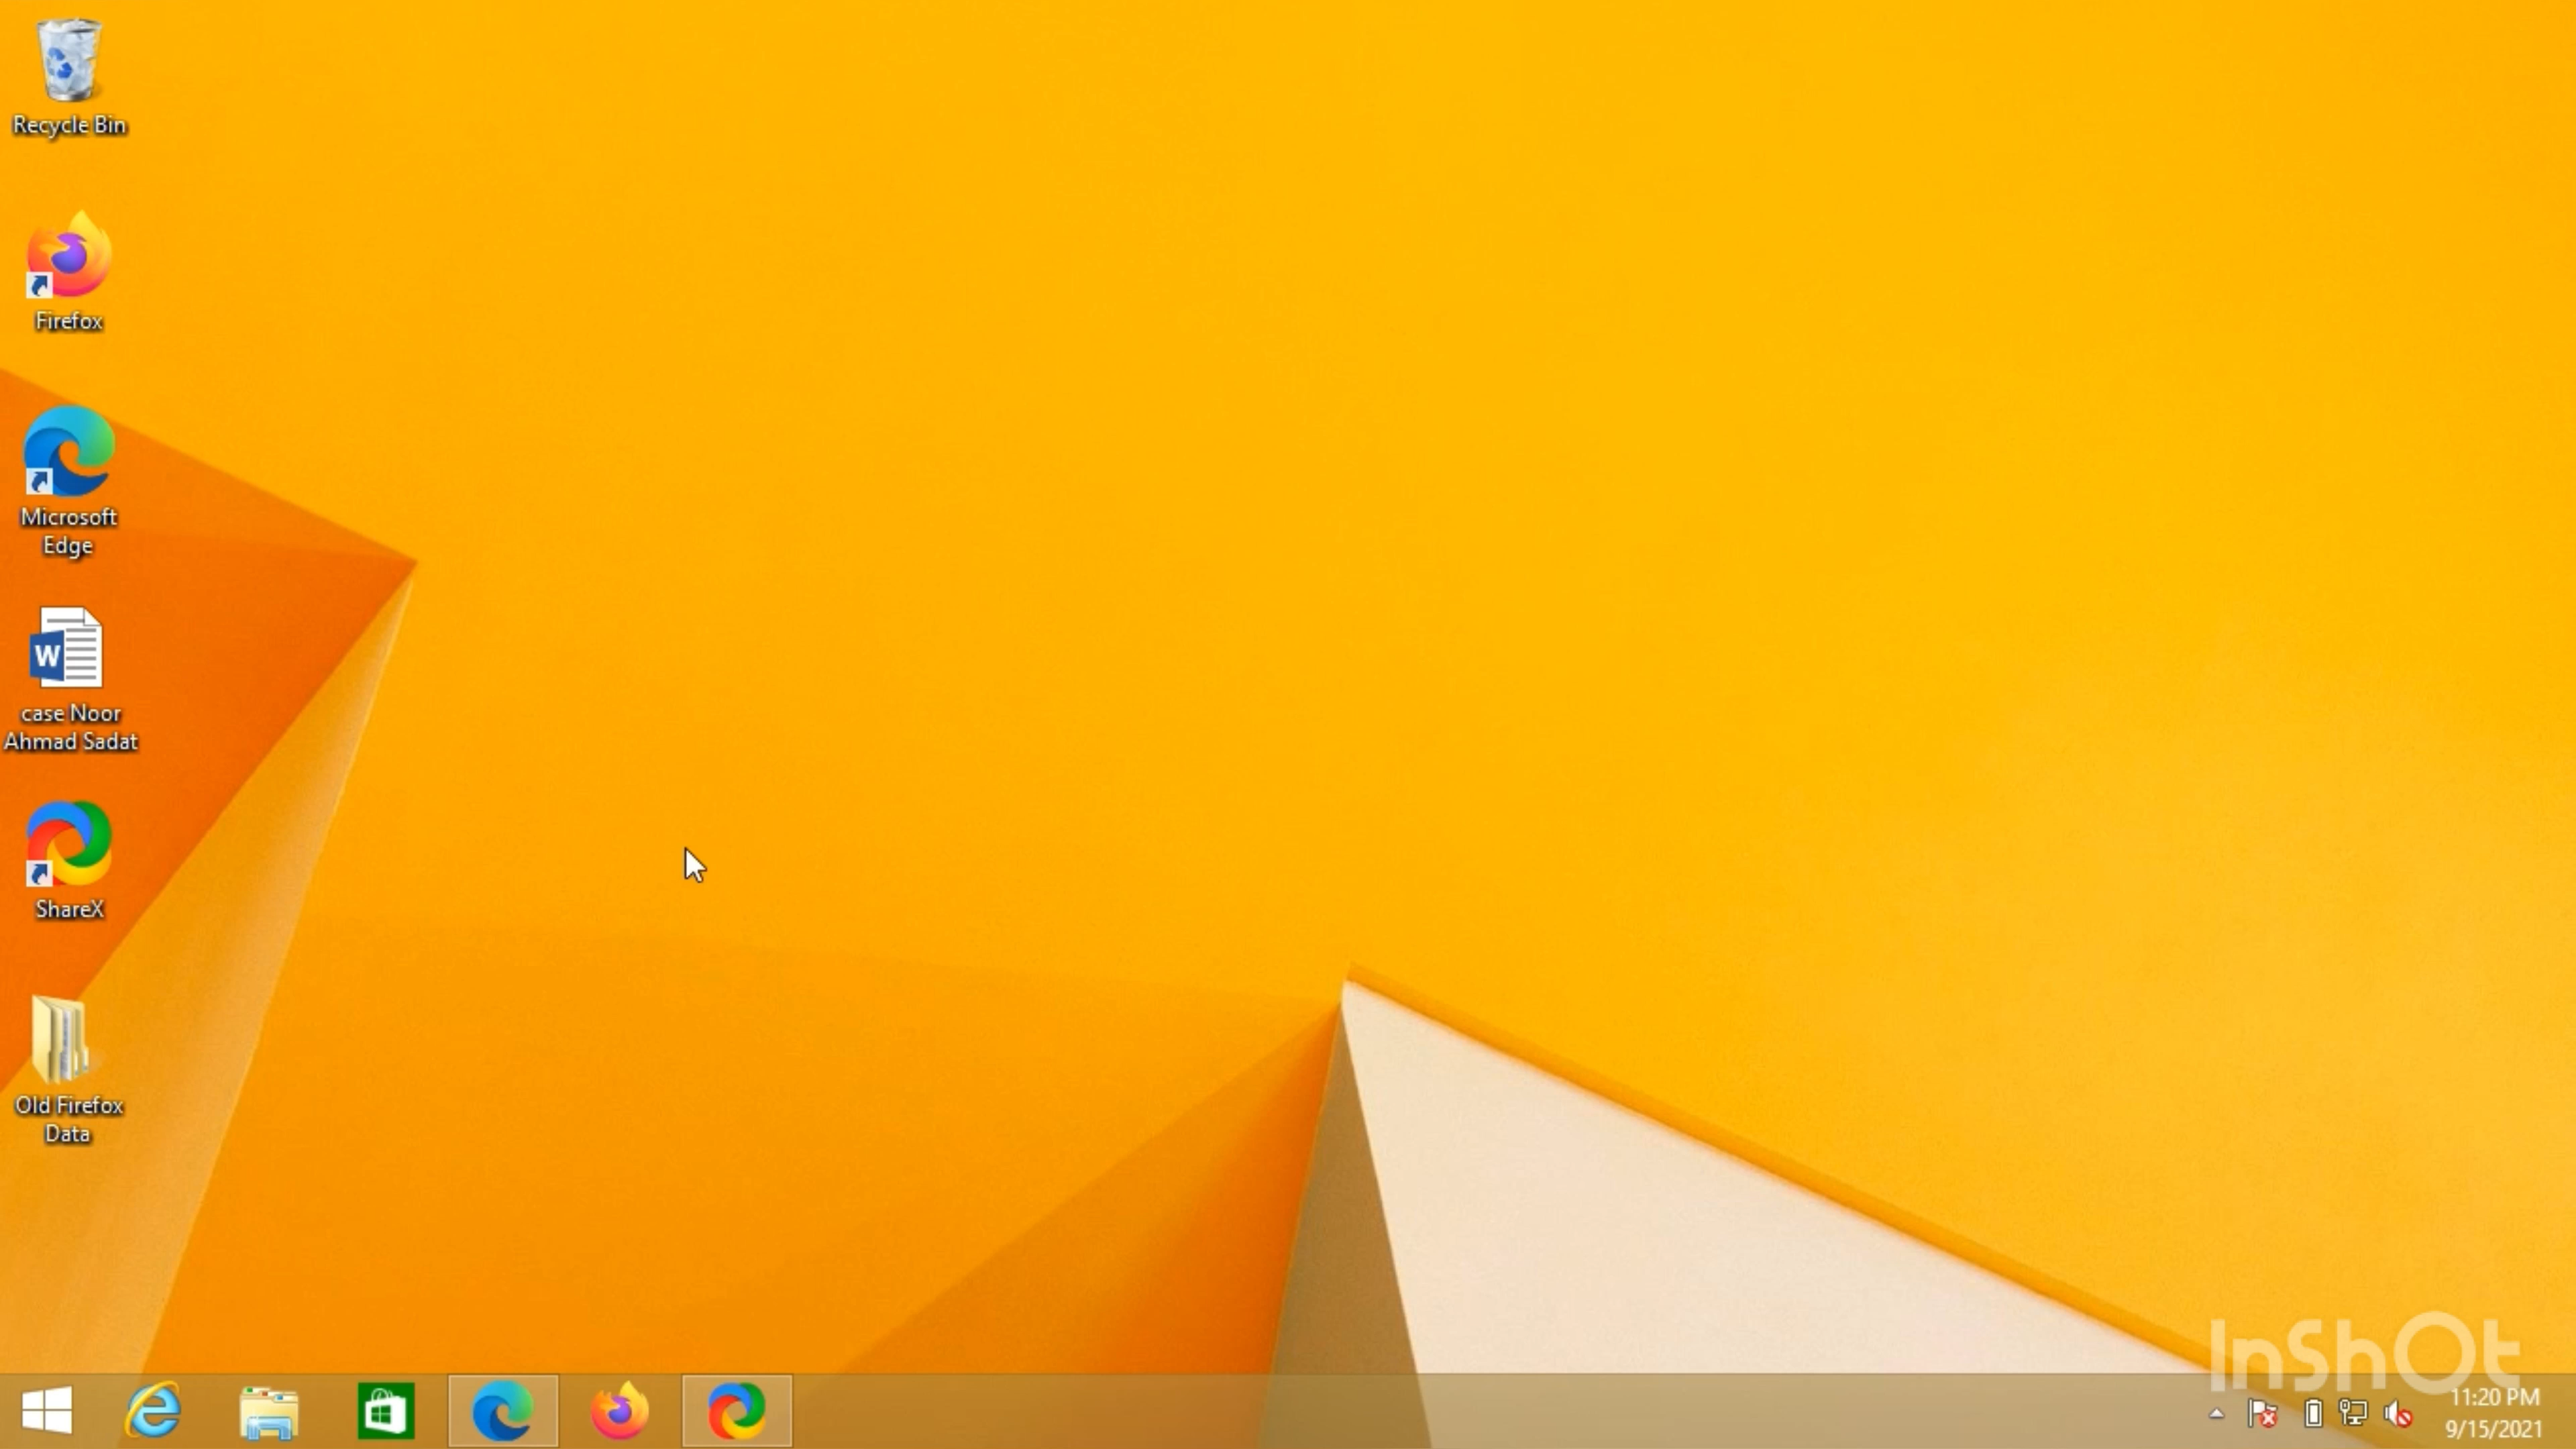 Recycle Bin
Firefox
Microsoft
Edge
W
case Noor
Ahmad Sadat
ShareX
Old Firefox
Data
InShOt
11:20 PM
9/15/2021